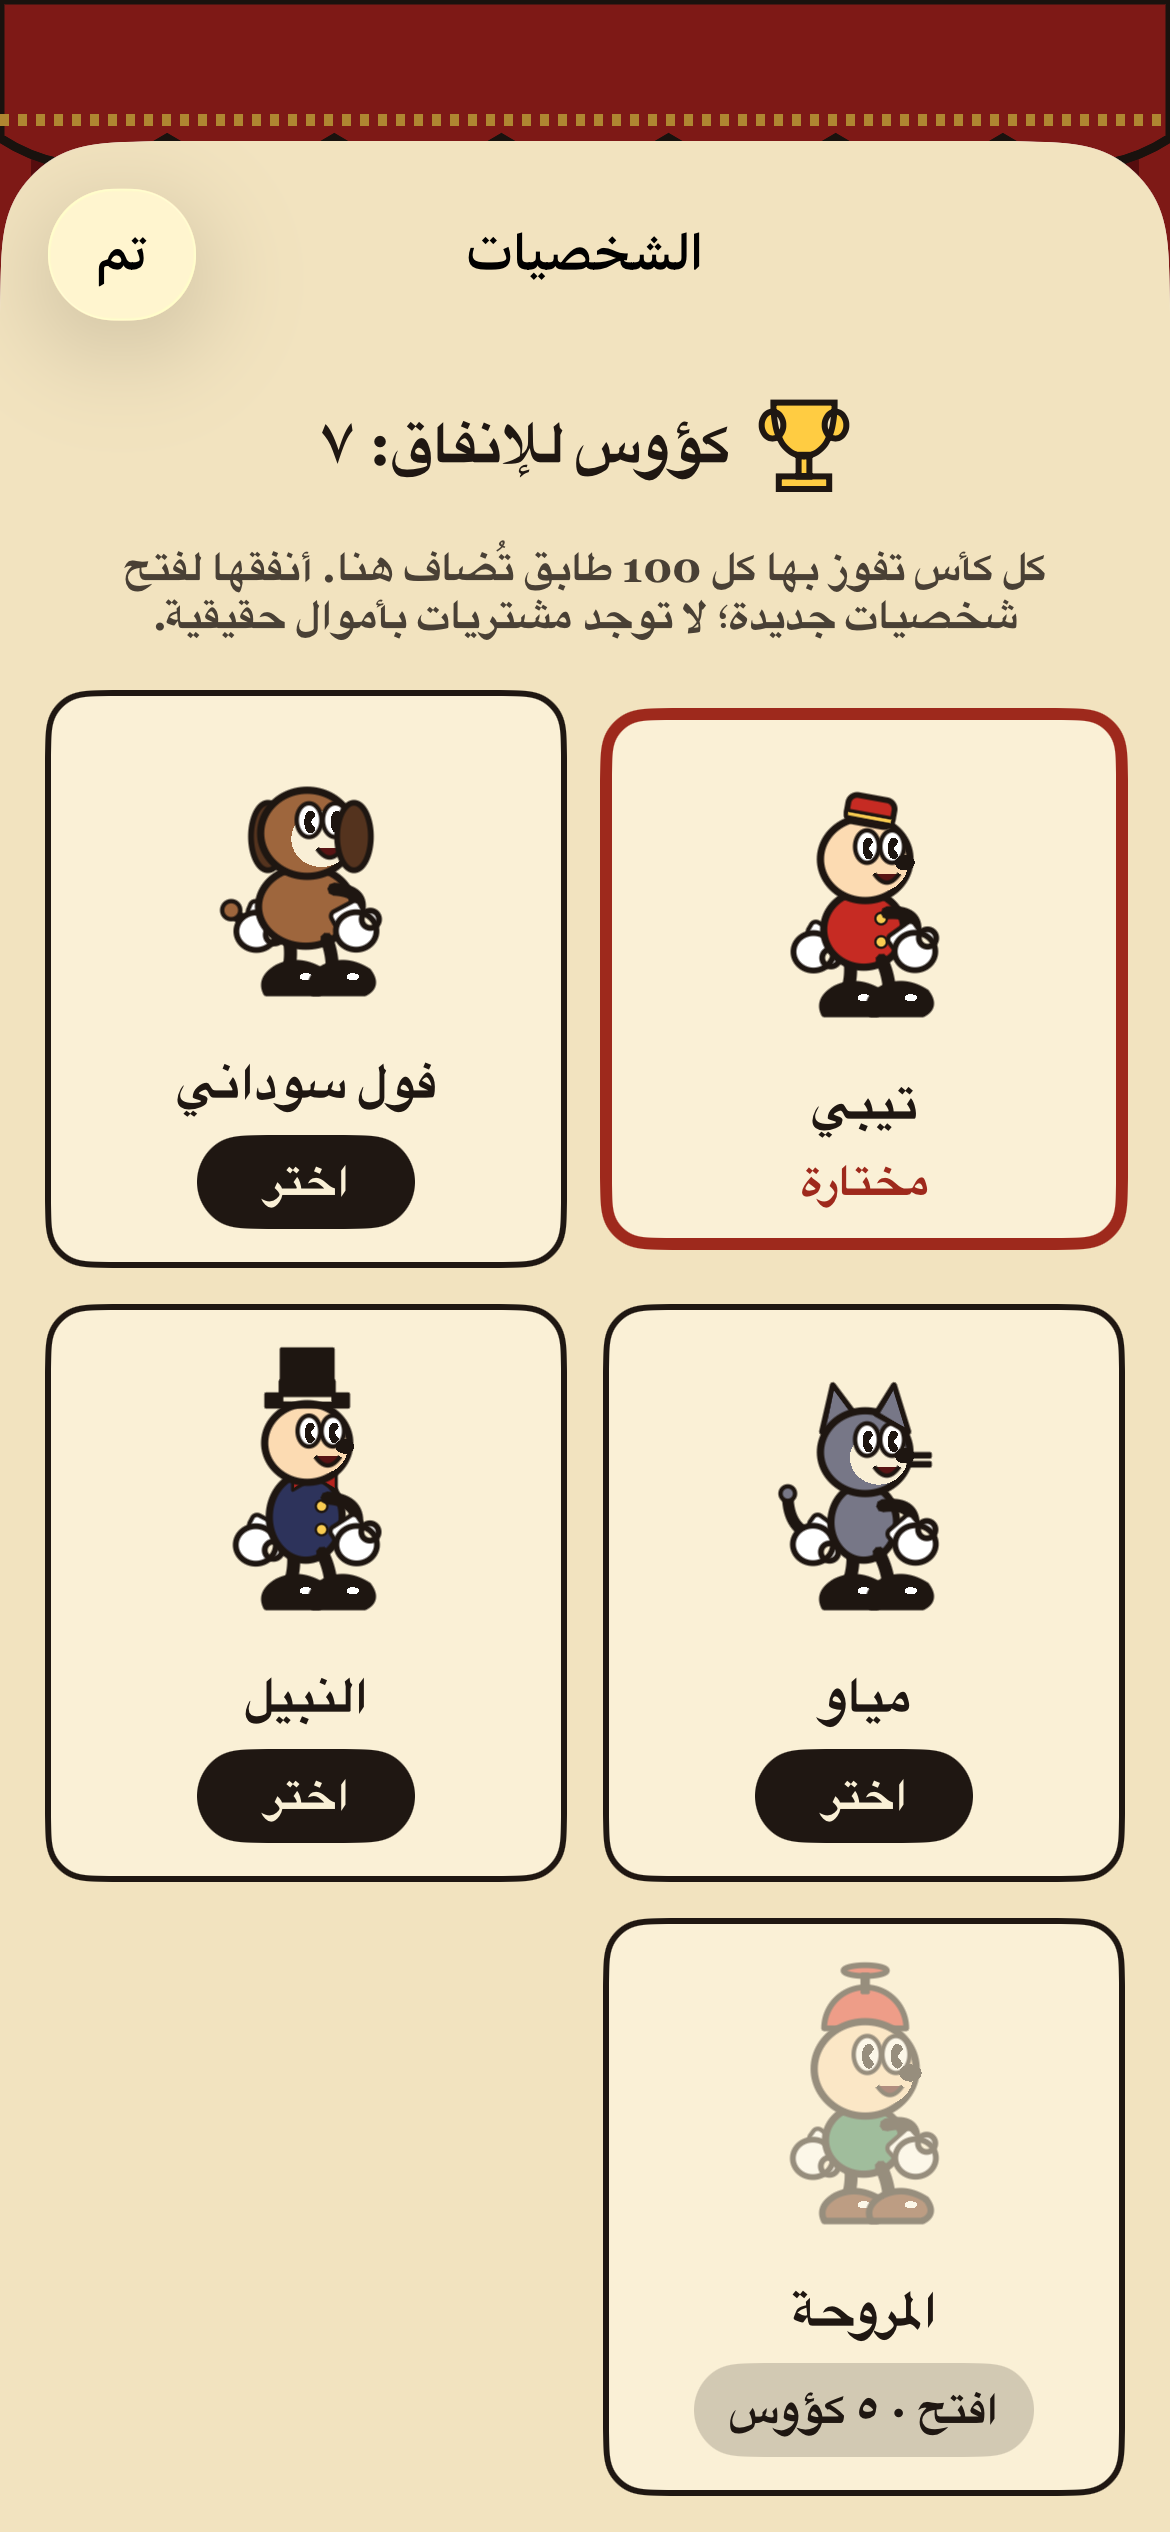 تم
الشخصيات
كؤوس للإنفاق: ٧
كل كأس تفوز بها كل 100 طابق تُضاف هنا. أنفقها لفتح
شخصيات جديدة؛ لا توجد مشتريات بأموال حقيقية.
تيبي
مختارة
فول سوداني
اختر
مياو
اختر
النبيل
اختر
المروحة
افتح · ٥ كؤوس